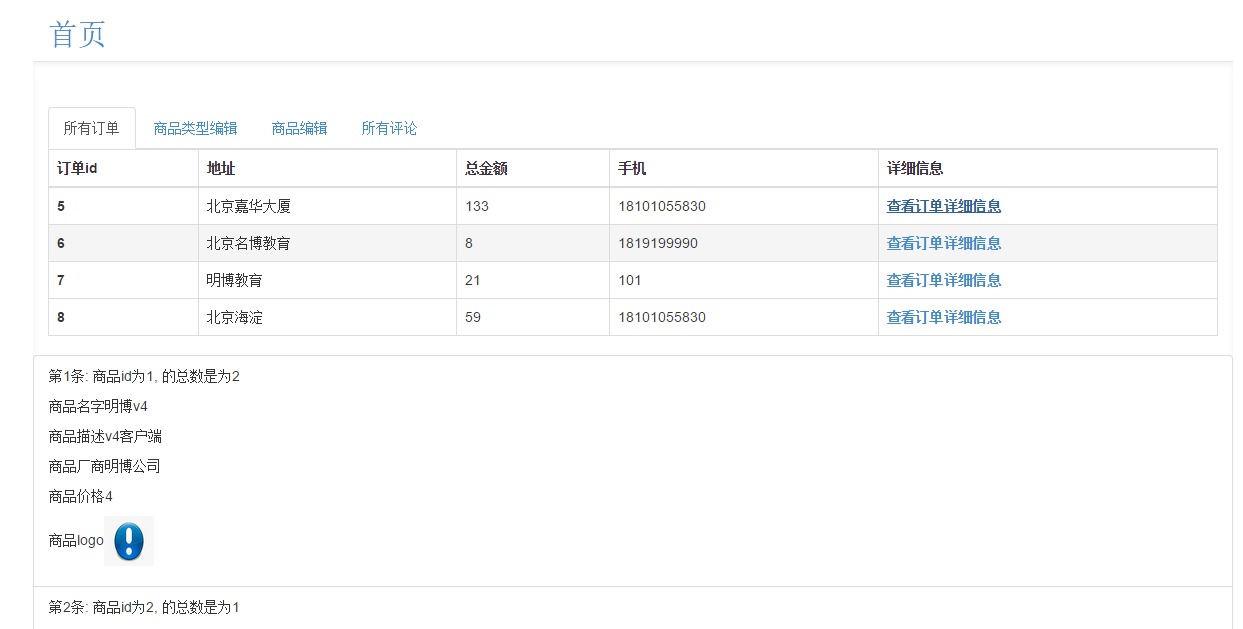 首页
所有订单 商品类型编辑 商品编辑 所有评论
订单id 地址 总金额 手机 详细信息
5 北京嘉华大厦 133 18101055830 查看订单详细信息
6 北京名博教育 8 1819199990 查看订单详细信息
7 明博教育 21 101 查看订单详细信息
8 北京海淀 59 18101055830 查看订单详细信息
第1条: 商品id为1, 的总数是为2
商品名字明博v4
商品描述v4客户端
商品厂商明博公司
商品价格4
商品logo
第2条: 商品id为2, 的总数是为1